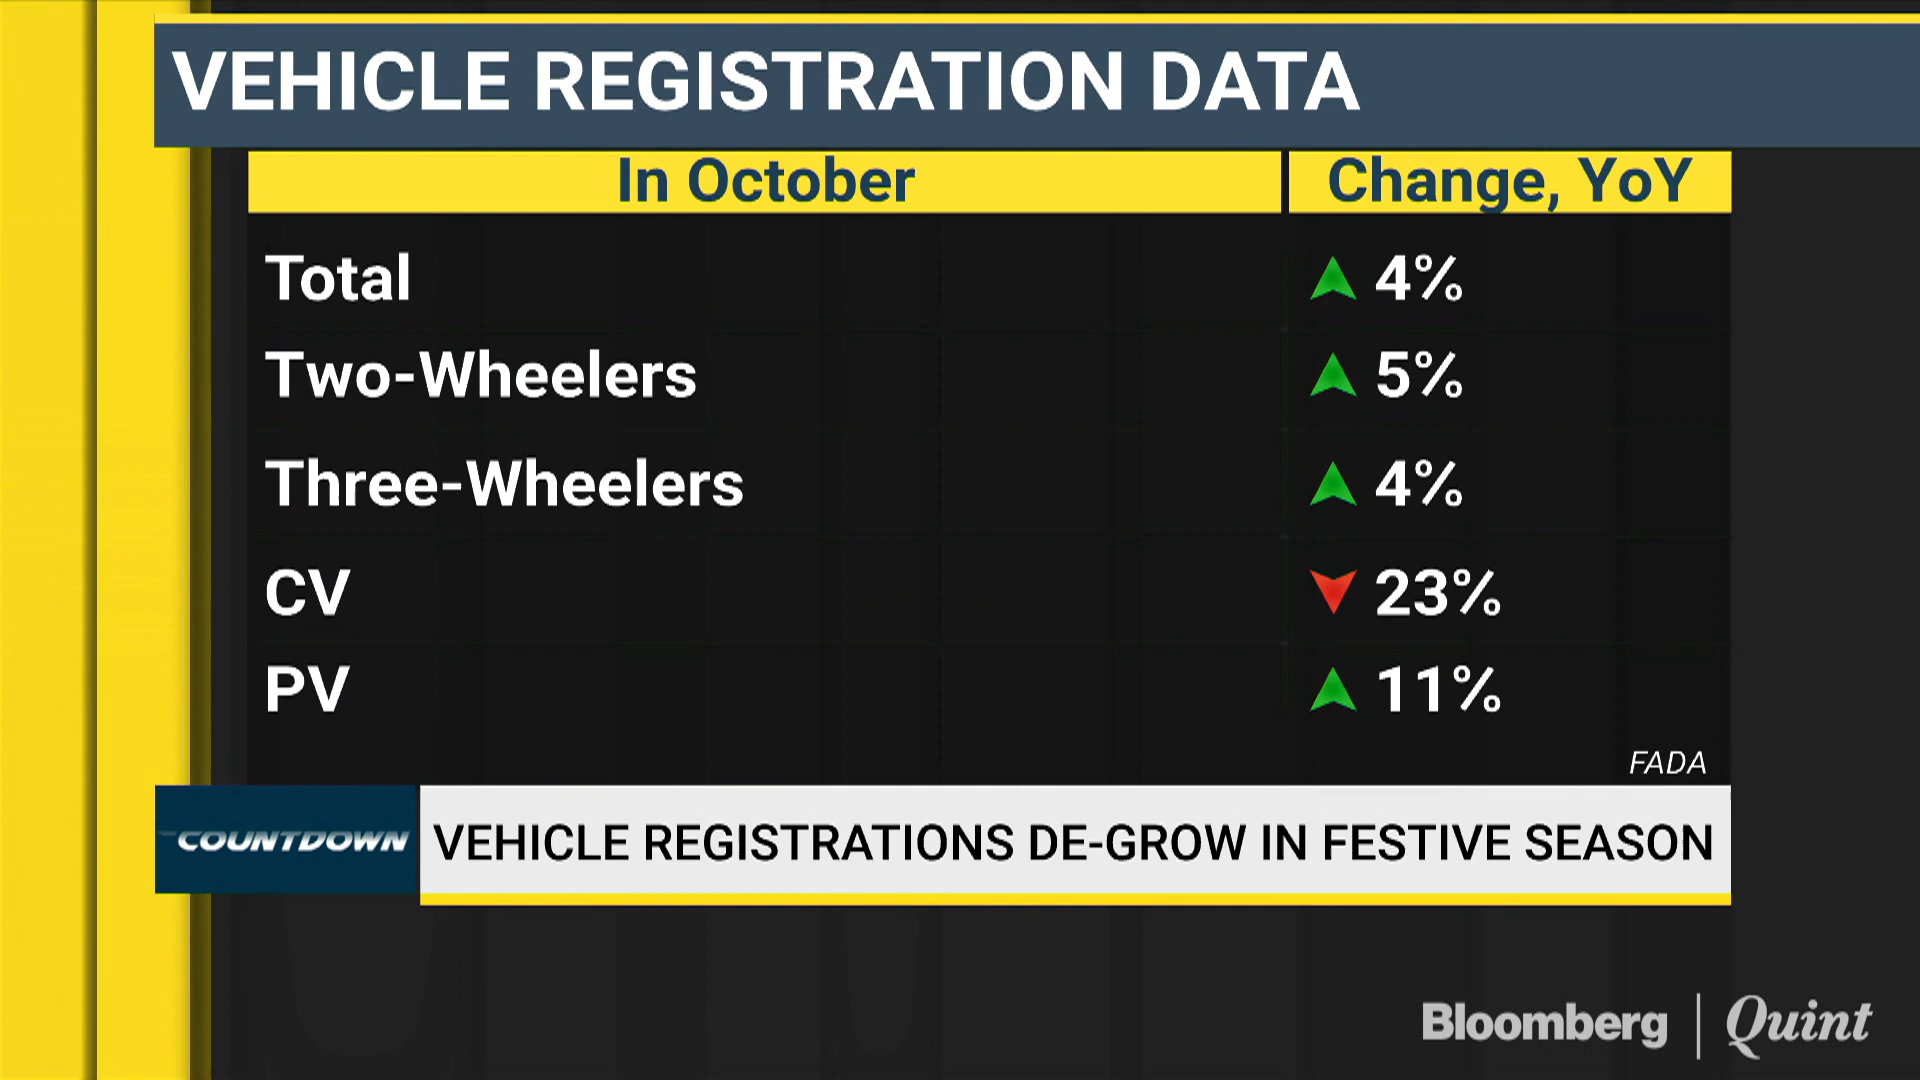 VEHICLE REGISTRATION DATA
In October Change, YoY
Total 4%
Two-Wheelers 5%
Three-Wheelers 4%
CV 23%
PV 11%
FADA
COUNTDOWN VEHICLE REGISTRATIONS DE-GROW IN FESTIVE SEASON
Bloomberg | Quint